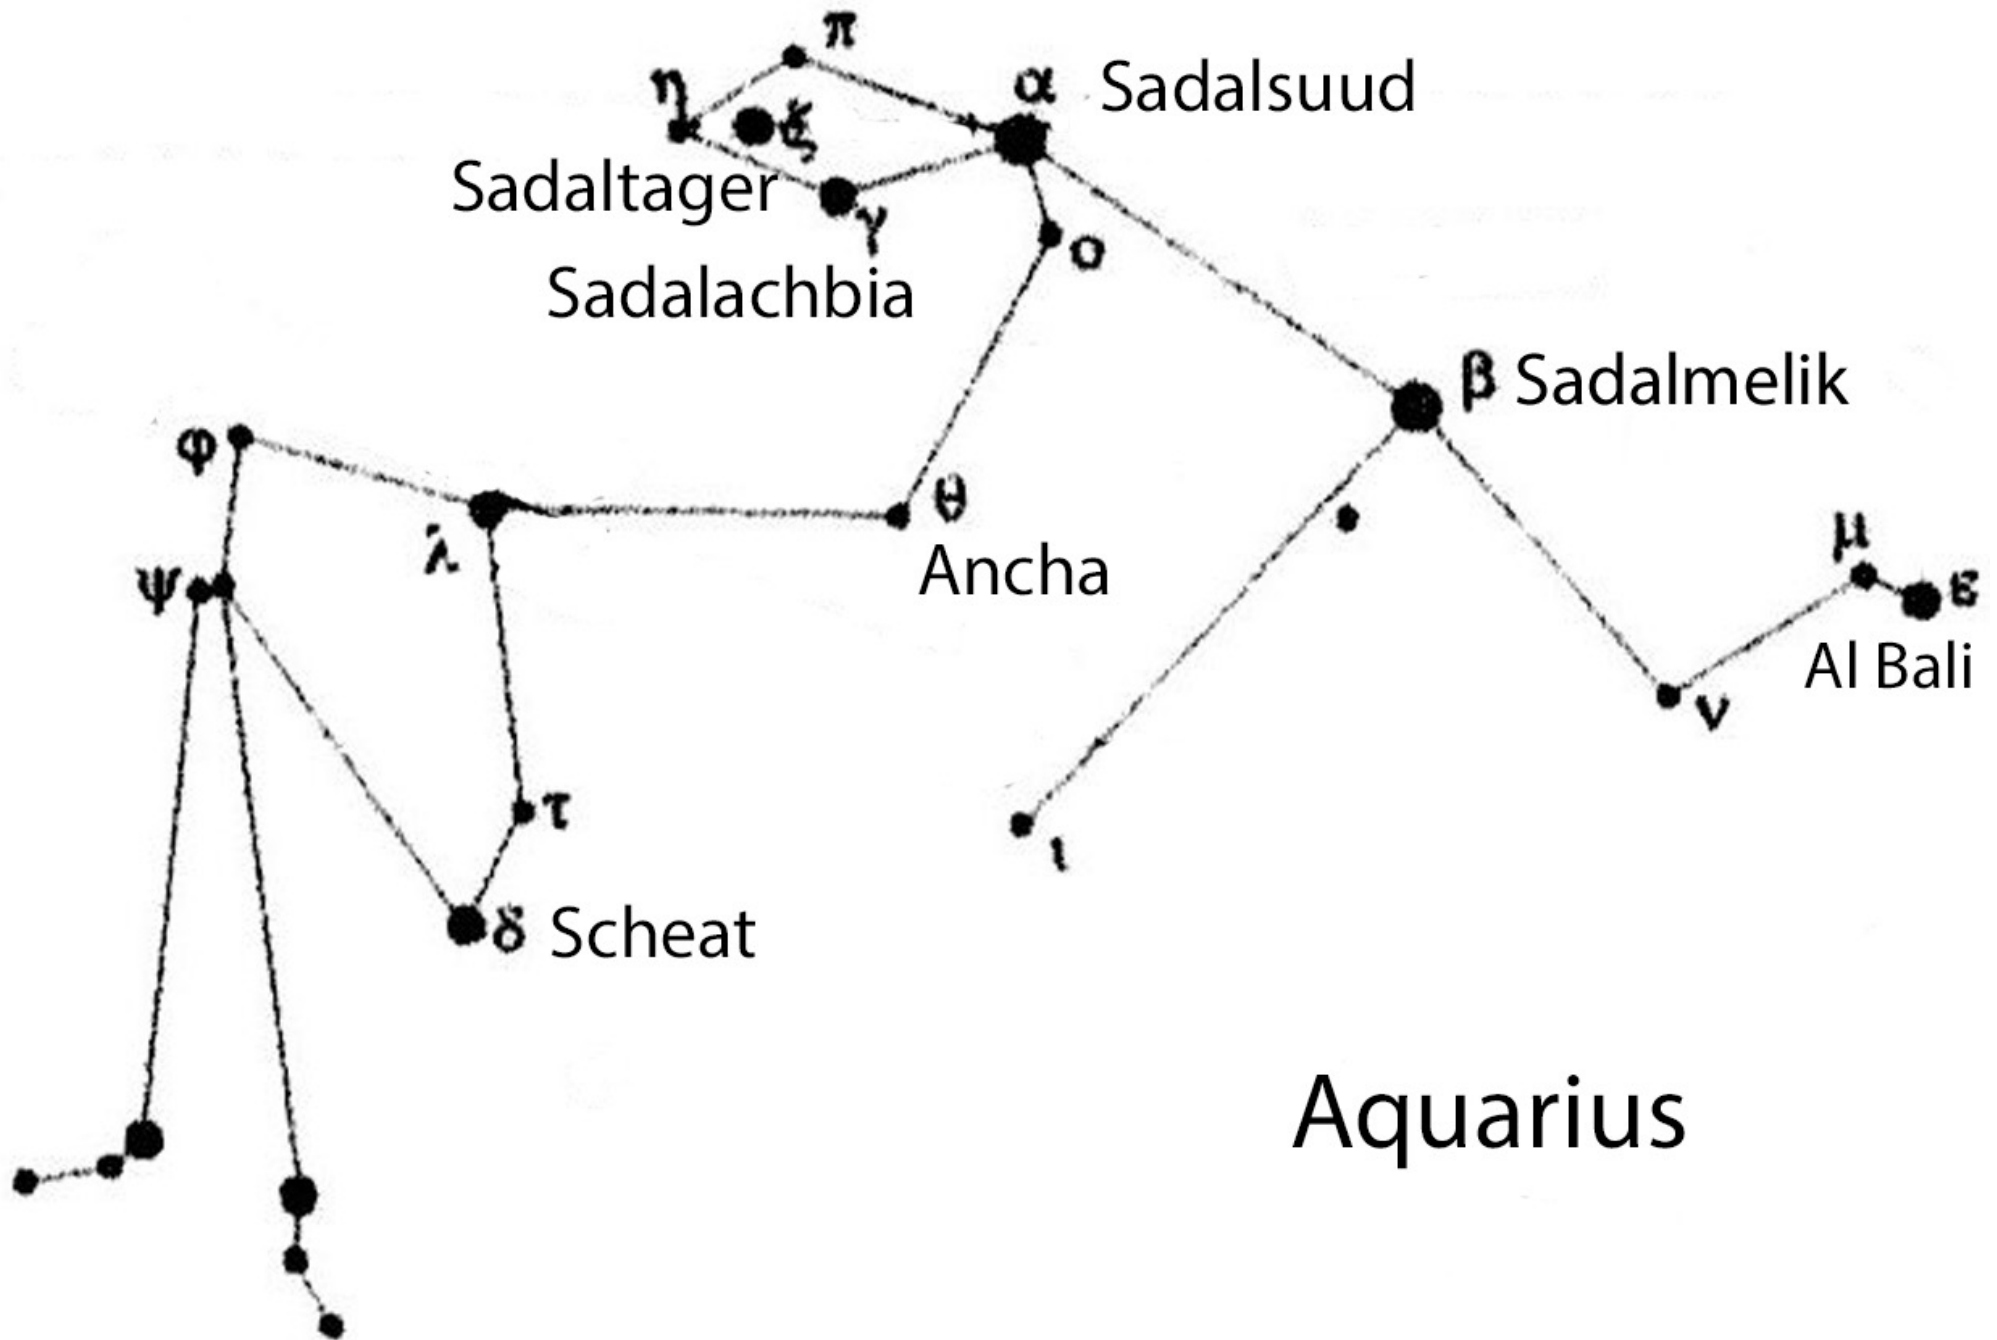 π
η
α Sadalsuud
ξ
Sadaltager
γ
ο
Sadalachbia
β Sadalmelik
φ
λ
θ
Ancha
μ
ψ
ε
Al Bali
ν
τ
ι
δ Scheat
Aquarius